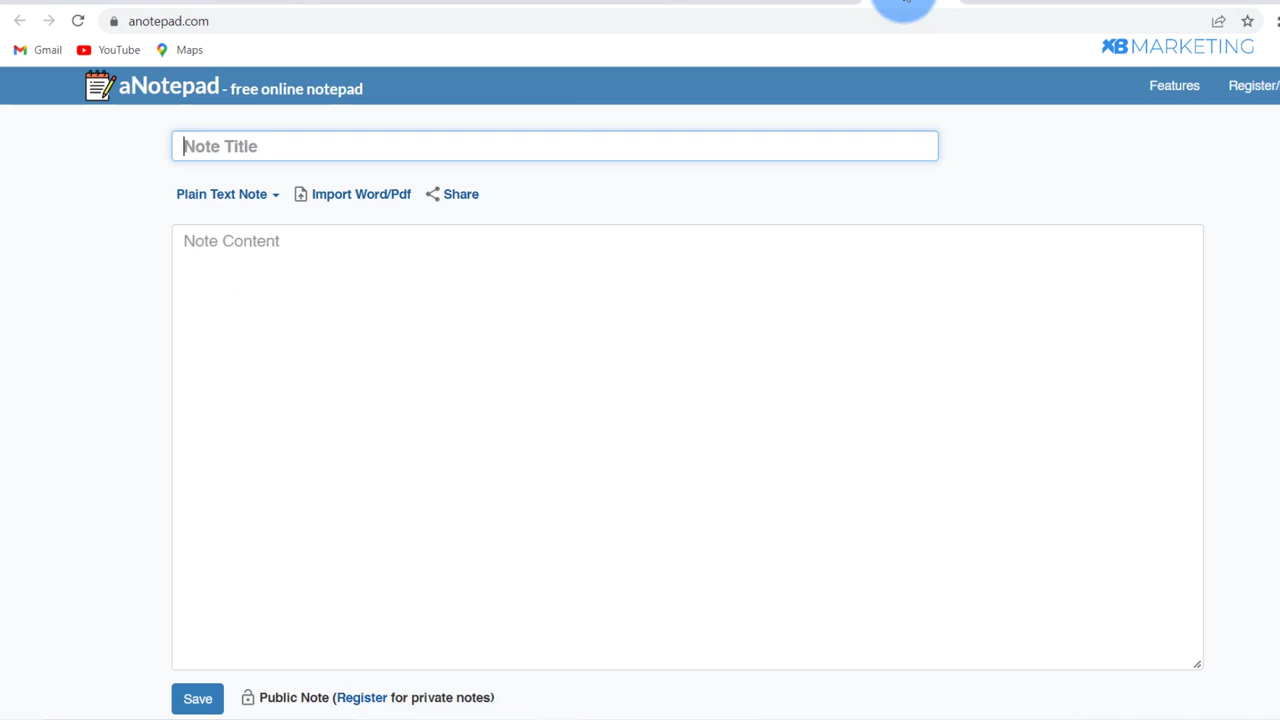 anotepad.com
Gmail YouTube Maps
XB MARKETING
aNotepad - free online notepad
Features Register/
Note Title
Plain Text Note Import Word/Pdf Share
Note Content
Save Public Note (Register for private notes)